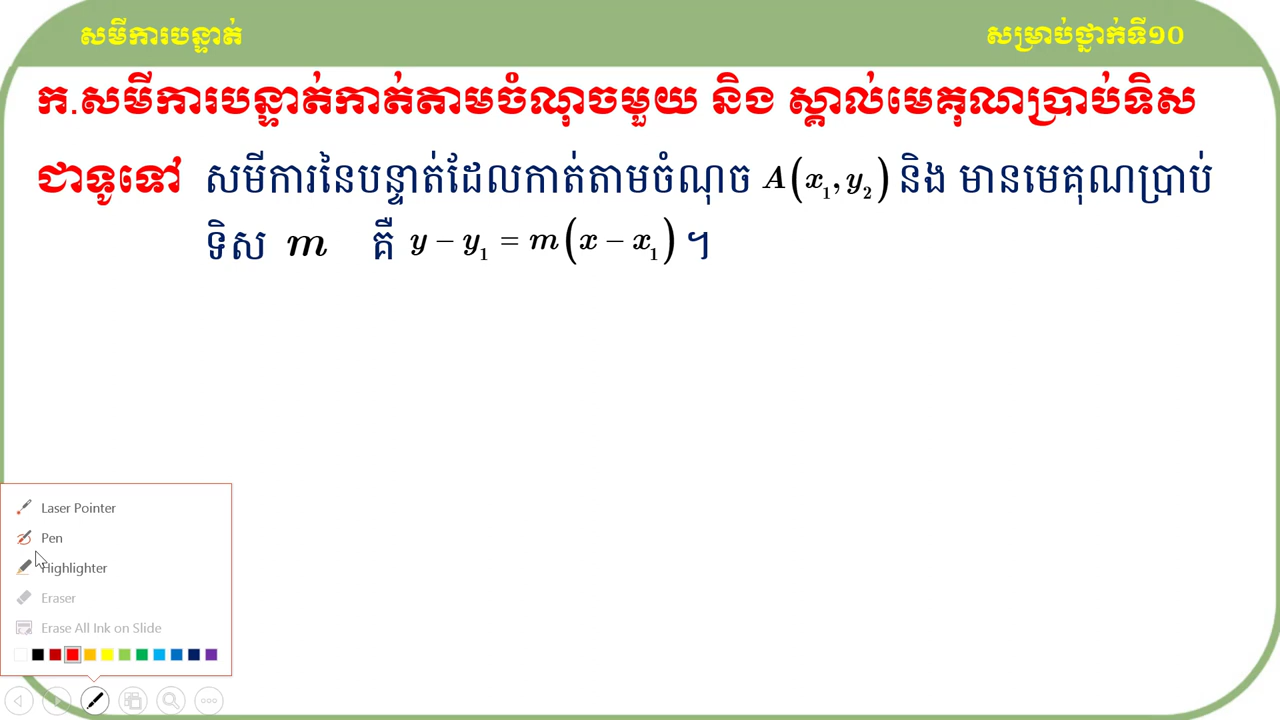 សមីការបន្ទាត់
សម្រាប់ថ្នាក់ទី១០
ក.សមីការបន្ទាត់កាត់តាមចំណុចមួយ និង ស្គាល់មេគុណប្រាប់ទិស
ជាទូទៅ សមីការនៃបន្ទាត់ដែលកាត់តាមចំណុច A(x₁,y₂) និង មានមេគុណប្រាប់
ទិស m គឺ y − y₁ = m(x − x₁) ។
Laser Pointer
Pen
Highlighter
Eraser
Erase All Ink on Slide